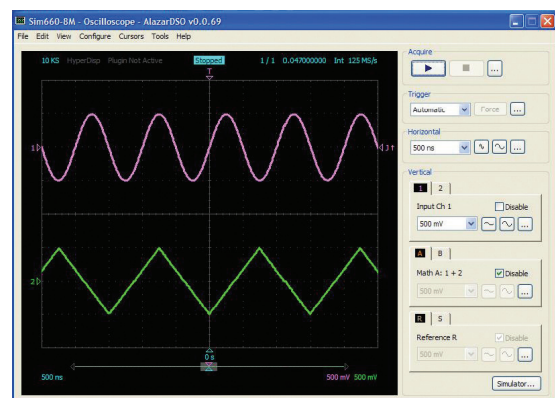 Sim660-8M - Oscilloscope - AlazarDSO v0.0.69
File Edit View Configure Cursors Tools Help
10 KS HyperDisp Plugin Not Active Stopped 1 / 1 0.047000000 Int 125 MS/s
T
1
J↑
2
0 s
500 ns 500 mV 500 mV
Acquire
...
Trigger
Automatic Force ...
Horizontal
500 ns ...
Vertical
1 2
Input Ch 1 Disable
500 mV ...
A B
Math A: 1 + 2 Disable
500 mV ...
R S
Reference R Disable
500 mV ...
Simulator...